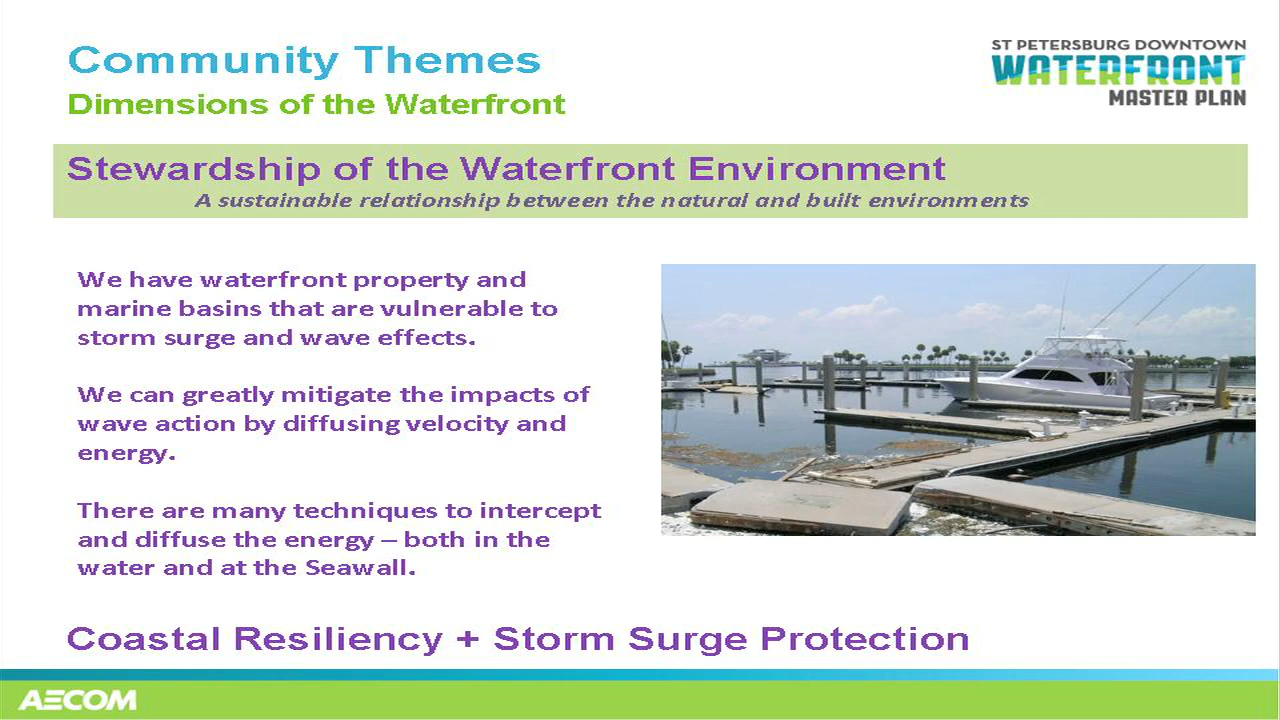 Community Themes
Dimensions of the Waterfront
ST PETERSBURG DOWNTOWN
WATERFRONT
MASTER PLAN
Stewardship of the Waterfront Environment
A sustainable relationship between the natural and built environments
We have waterfront property and
marine basins that are vulnerable to
storm surge and wave effects.
We can greatly mitigate the impacts of
wave action by diffusing velocity and
energy.
There are many techniques to intercept
and diffuse the energy – both in the
water and at the Seawall.
Coastal Resiliency + Storm Surge Protection
AECOM